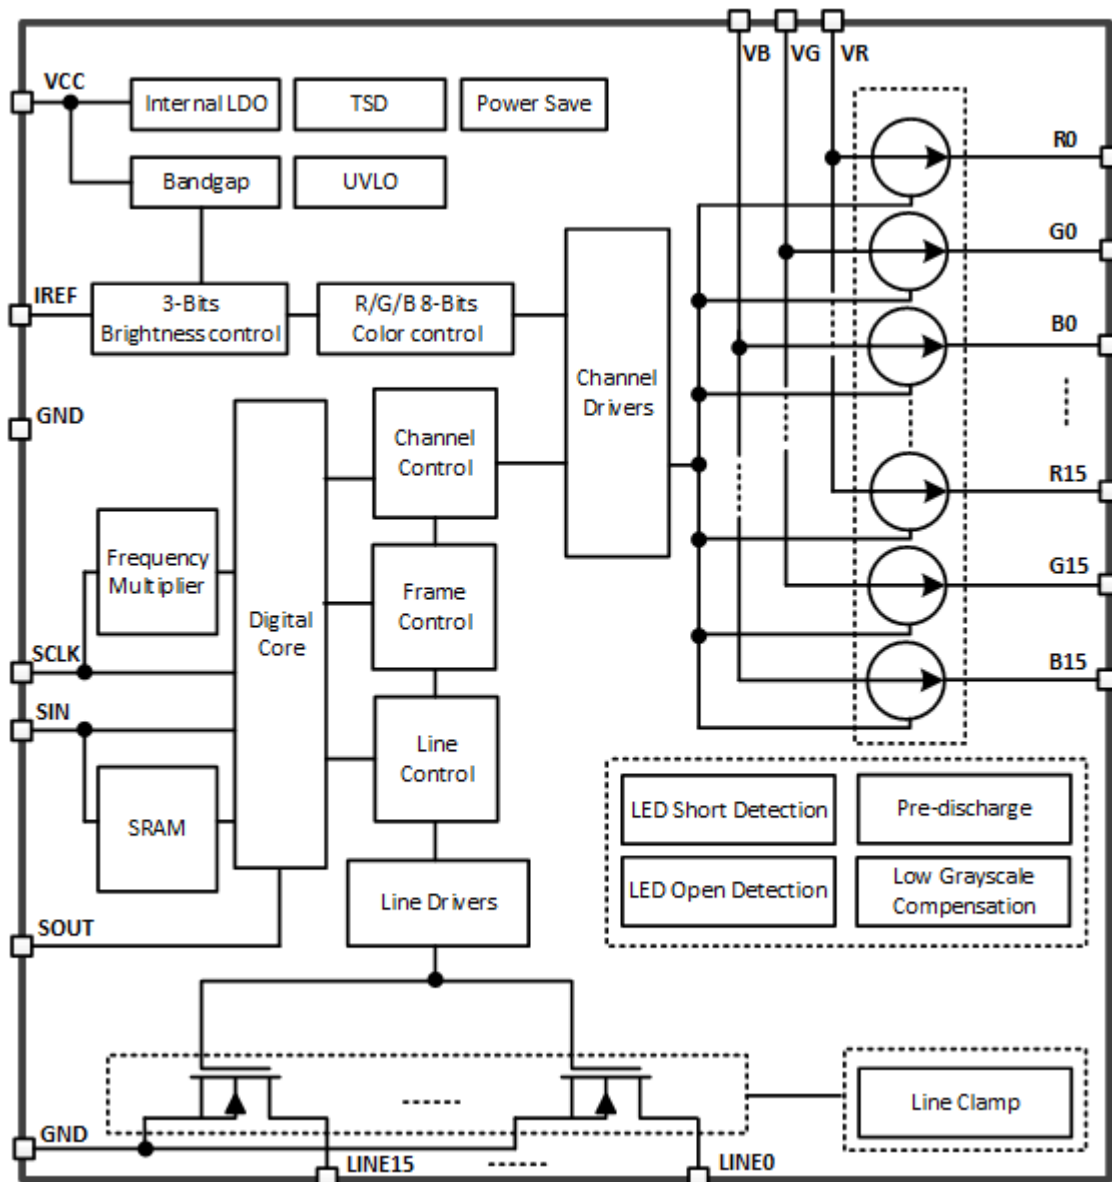 VB
VG
VR
VCC
Internal LDO
TSD
Power Save
R0
Bandgap
UVLO
G0
IREF
3-Bits
Brightness control
R/G/B 8-Bits
Color control
B0
Channel
Drivers
GND
Channel
Control
R15
Frequency
Multiplier
Frame
Control
G15
Digital
Core
SCLK
B15
SIN
Line
Control
SRAM
LED Short Detection
Pre-discharge
LED Open Detection
Low Grayscale
Compensation
Line Drivers
SOUT
Line Clamp
GND
LINE15
LINE0